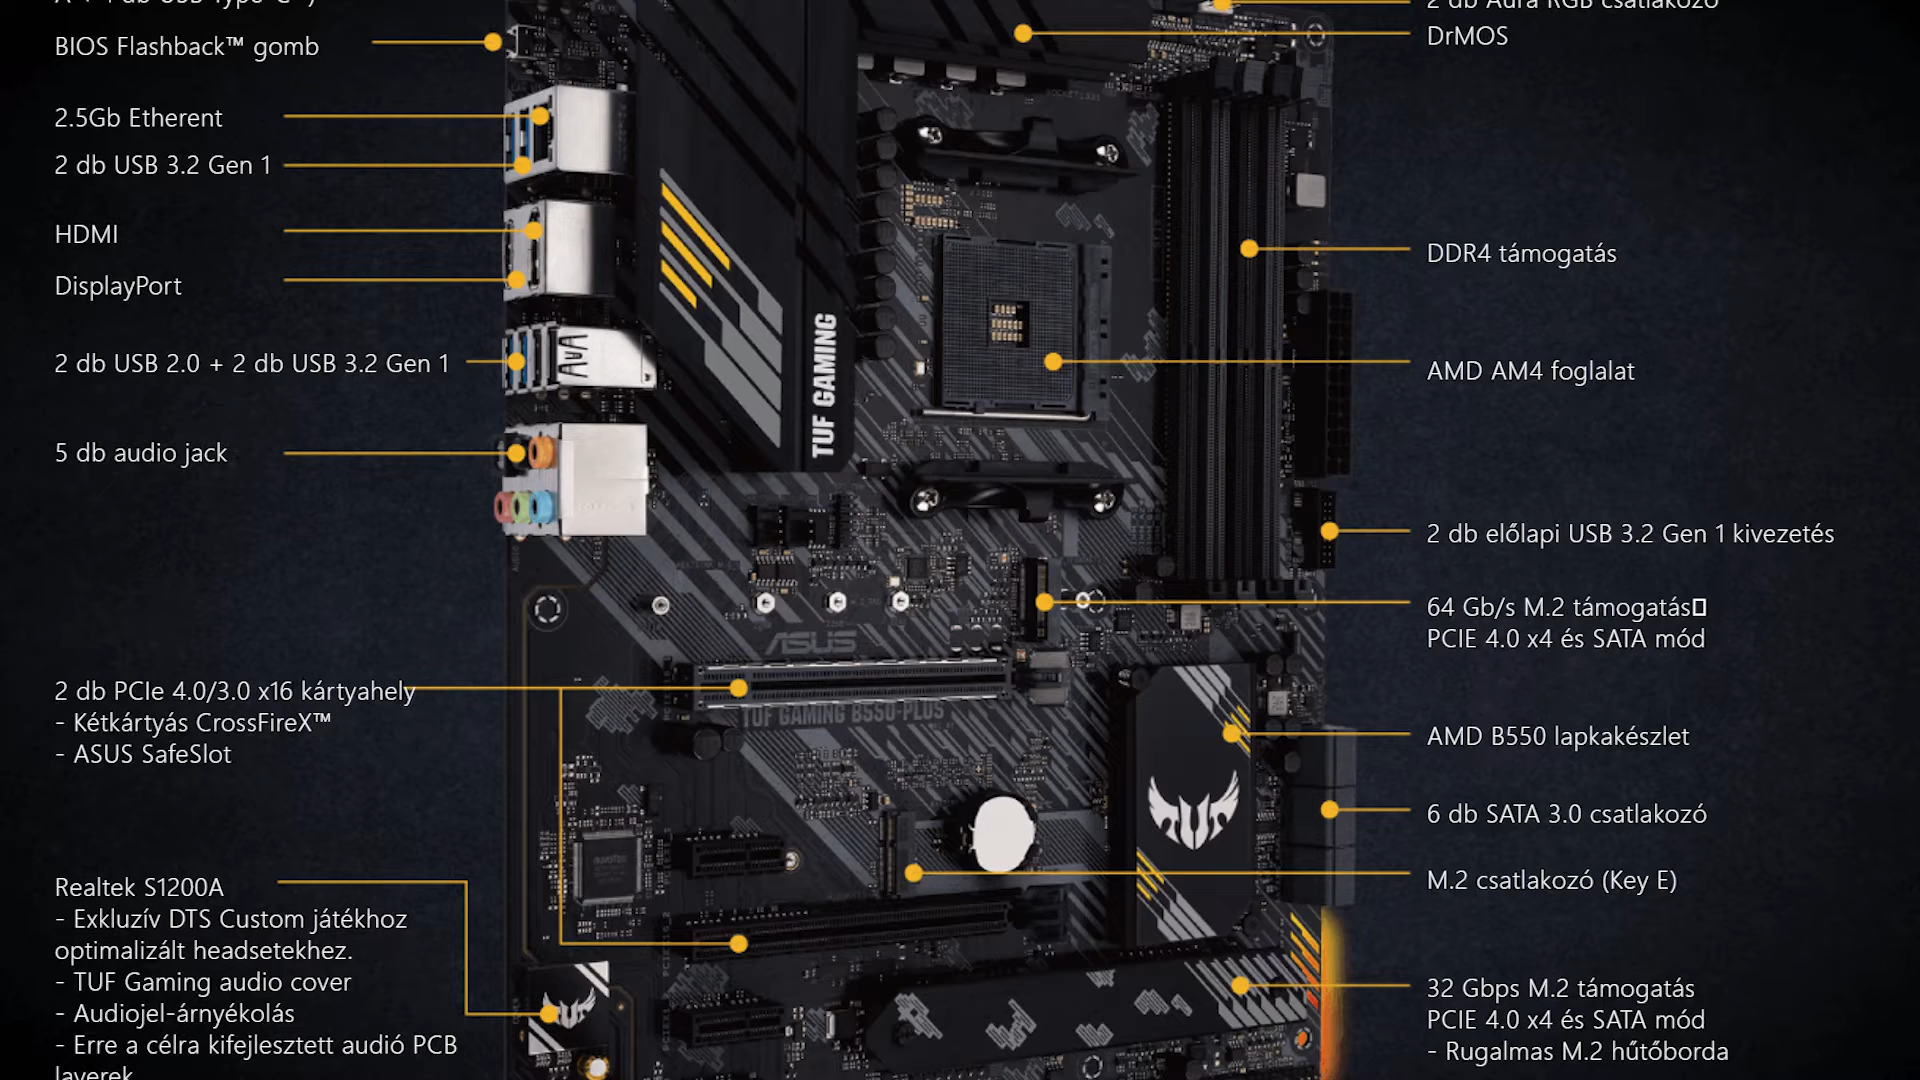 BIOS Flashback™ gomb
2.5Gb Etherent
2 db USB 3.2 Gen 1
HDMI
DisplayPort
2 db USB 2.0 + 2 db USB 3.2 Gen 1
5 db audio jack
2 db PCIe 4.0/3.0 x16 kártyahely
- Kétkártyás CrossFireX™
- ASUS SafeSlot
Realtek S1200A
- Exkluzív DTS Custom játékhoz
optimalizált headsetekhez.
- TUF Gaming audio cover
- Audiojel-árnyékolás
- Erre a célra kifejlesztett audió PCB
layerek
TUF GAMING
ASUS
TUF GAMING B550-PLUS
2 db Aura RGB csatlakozó
DrMOS
DDR4 támogatás
AMD AM4 foglalat
2 db előlapi USB 3.2 Gen 1 kivezetés
64 Gb/s M.2 támogatás
PCIE 4.0 x4 és SATA mód
AMD B550 lapkakészlet
6 db SATA 3.0 csatlakozó
M.2 csatlakozó (Key E)
32 Gbps M.2 támogatás
PCIE 4.0 x4 és SATA mód
- Rugalmas M.2 hűtőborda